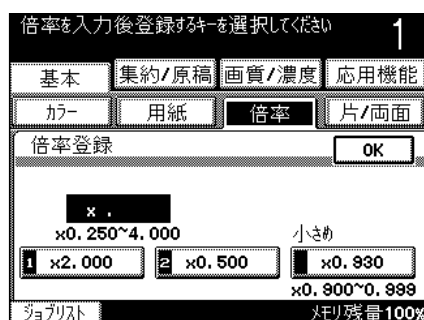 倍率を入力後登録するキーを選択してください 1
基本 集約/原稿 画質/濃度 応用機能
カラー 用紙 倍率 片/両面
倍率登録 OK
x .
x0.250~4.000 小さめ
1 x2.000 2 x0.500 x0.930
x0.900~0.999
ジョブリスト メモリ残量100%